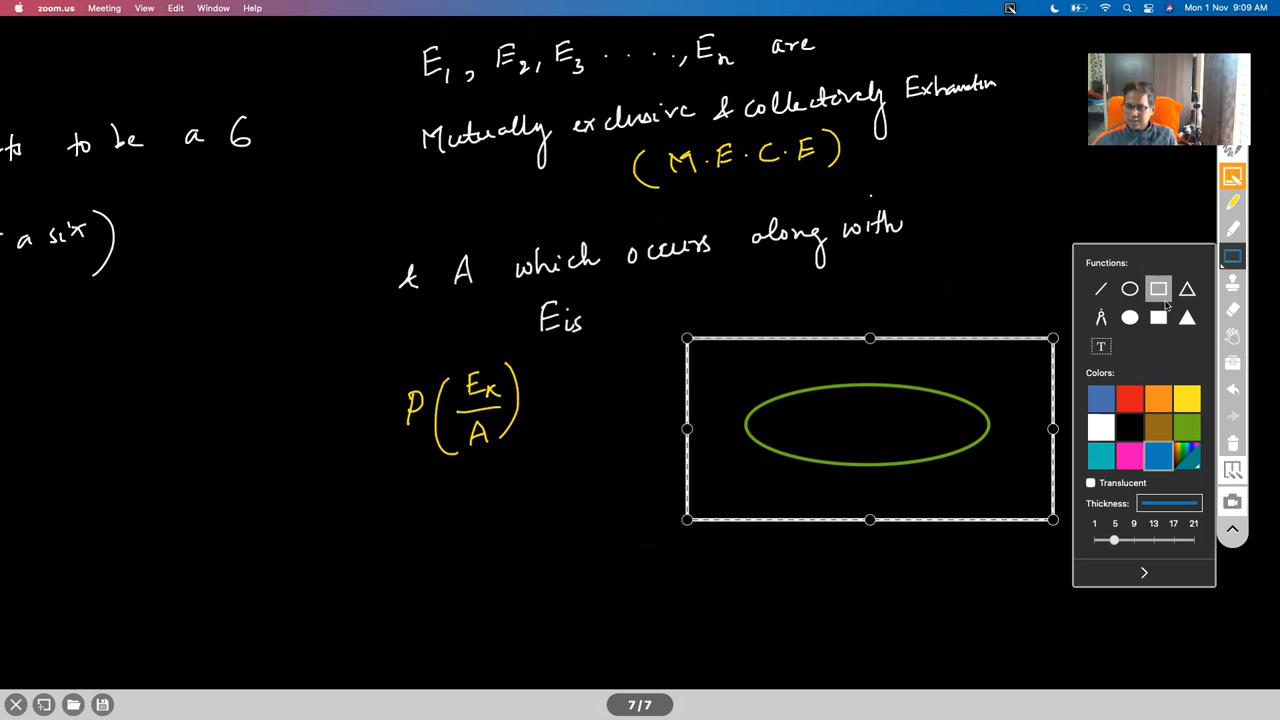 zoom.us Meeting View Edit Window Help Mon 1 Nov 9:09 AM
E1, E2, E3 ....., En are
Mutually exclusive & collectively Exhaustive
(M.E.C.E)
to be a 6
a six)
& A which occurs along with
Eis
P(EK/A)
Functions:
T
Colors:
Translucent
Thickness:
1 5 9 13 17 21
7/7